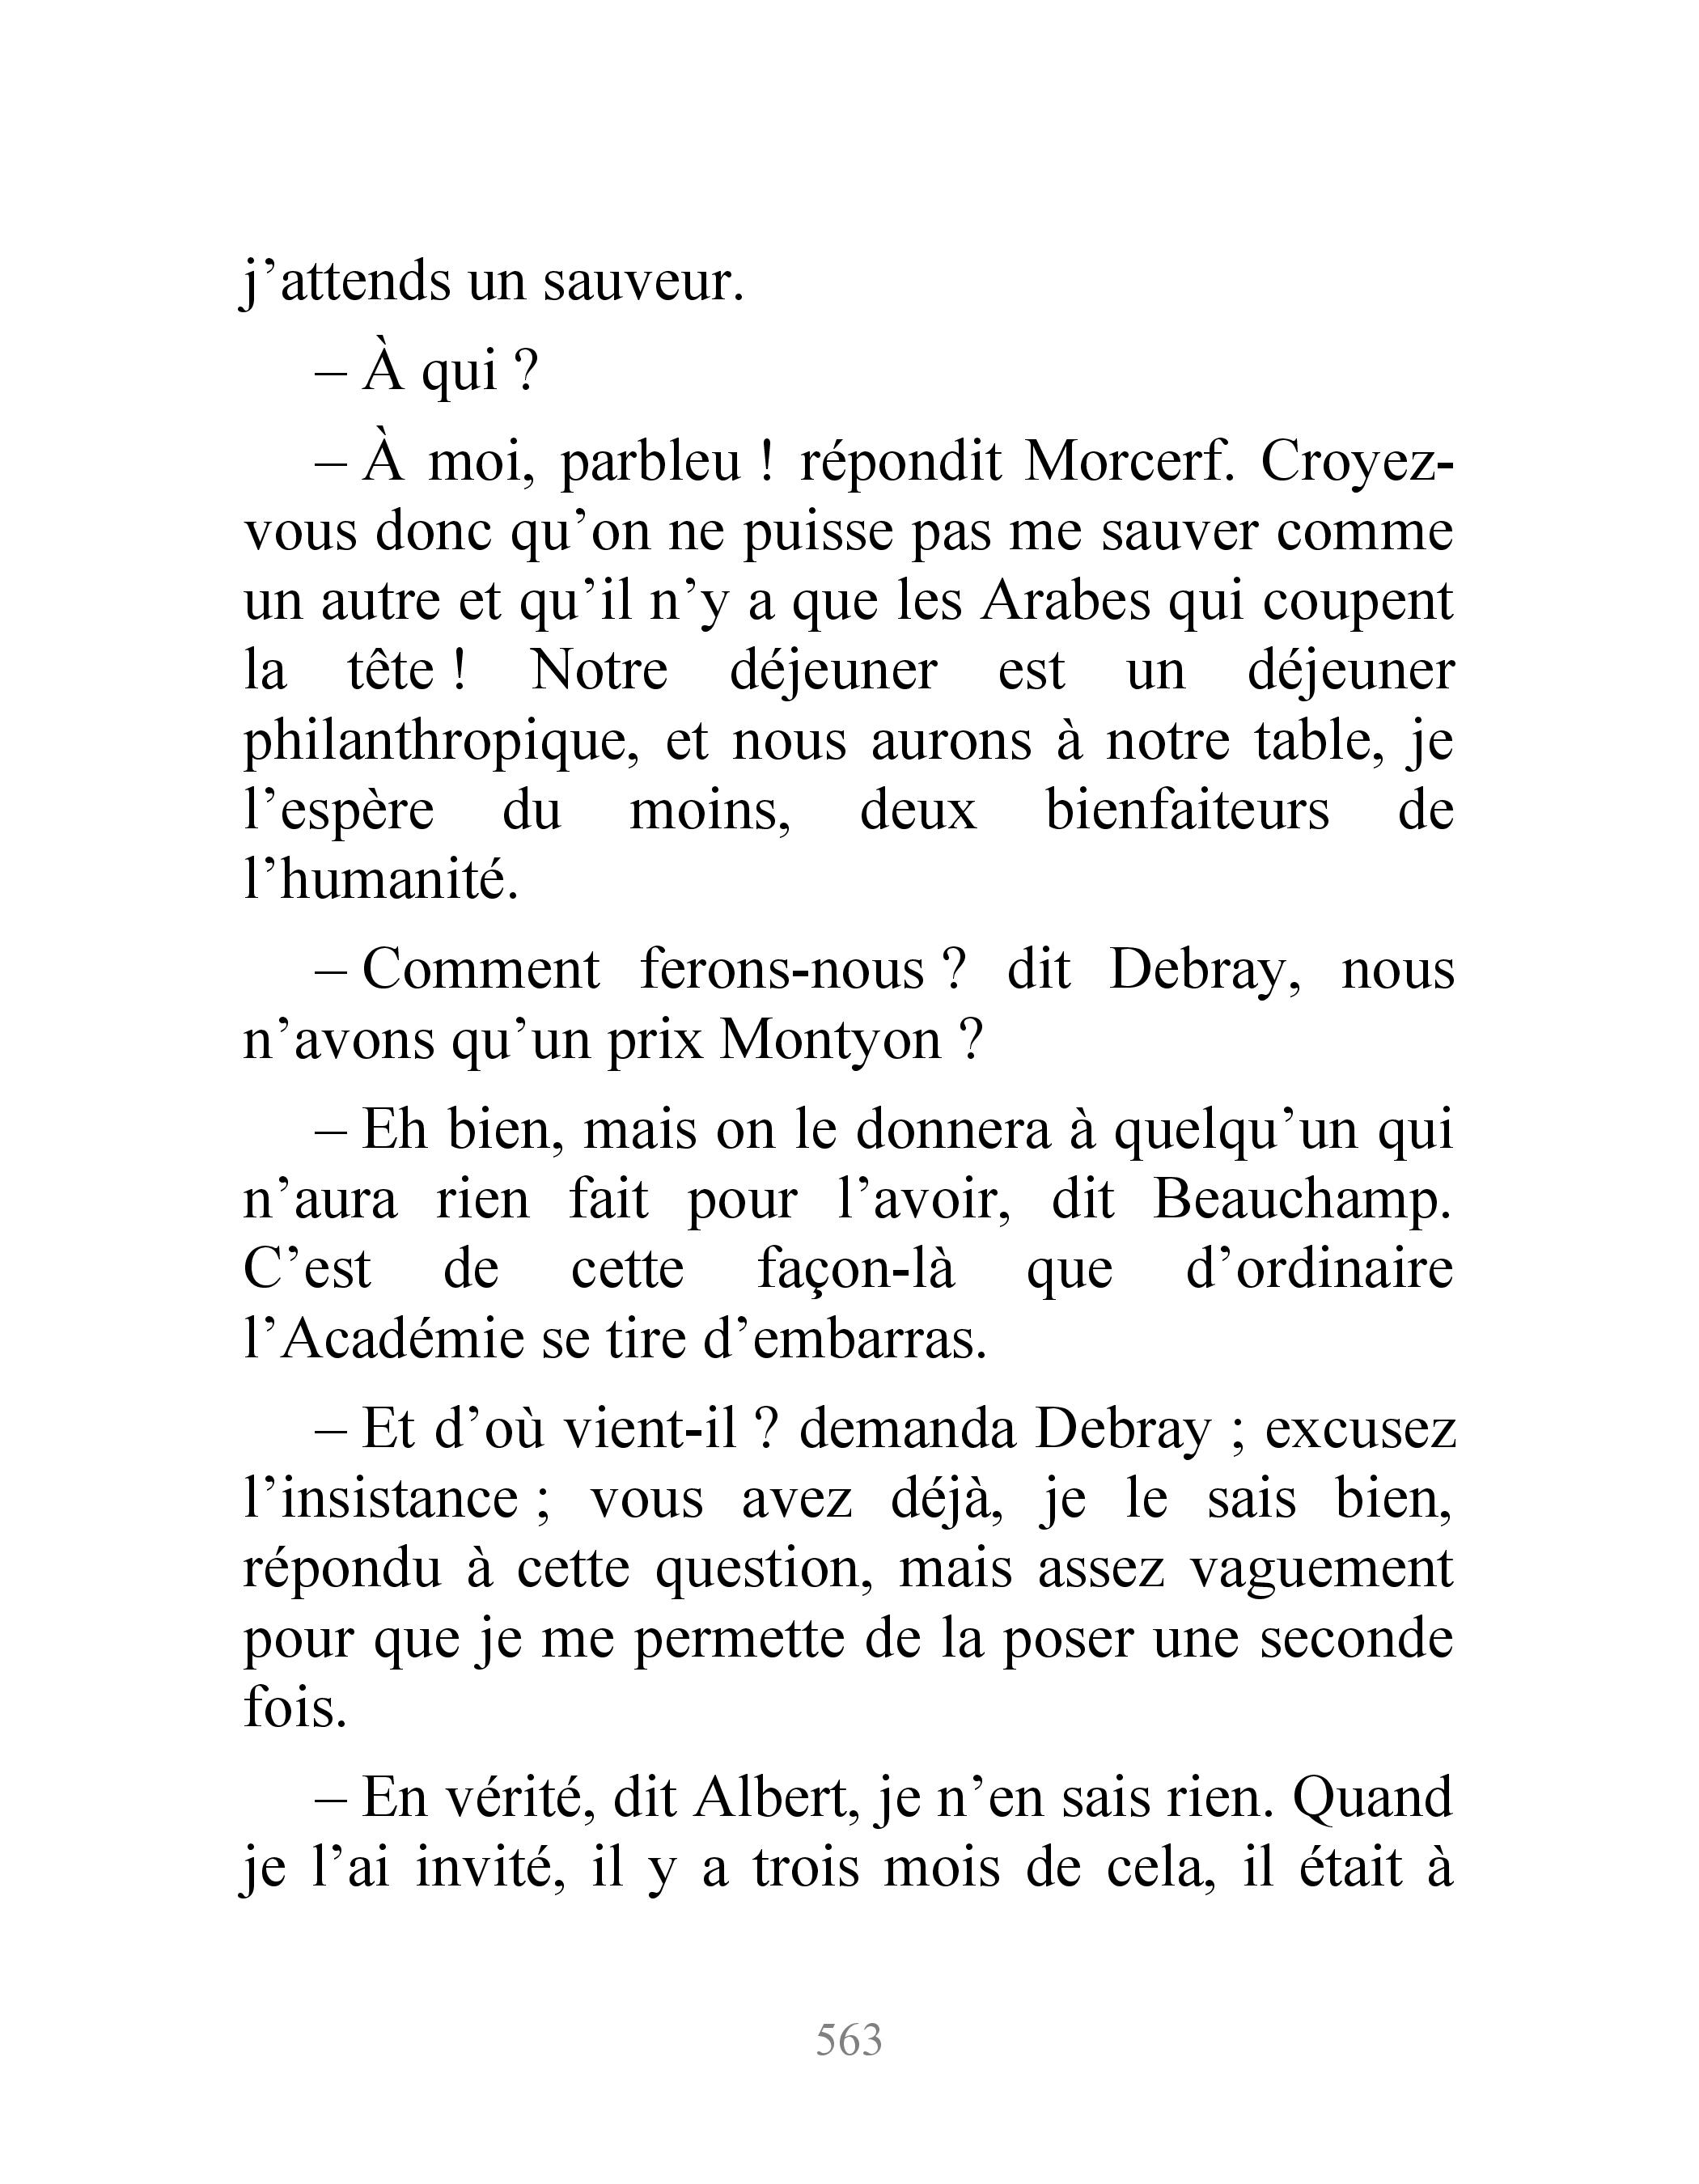 j’attends un sauveur.
– À qui ?
– À moi, parbleu ! répondit Morcerf. Croyez-
vous donc qu’on ne puisse pas me sauver comme
un autre et qu’il n’y a que les Arabes qui coupent
la tête ! Notre déjeuner est un déjeuner
philanthropique, et nous aurons à notre table, je
l’espère du moins, deux bienfaiteurs de
l’humanité.
– Comment ferons-nous ? dit Debray, nous
n’avons qu’un prix Montyon ?
– Eh bien, mais on le donnera à quelqu’un qui
n’aura rien fait pour l’avoir, dit Beauchamp.
C’est de cette façon-là que d’ordinaire
l’Académie se tire d’embarras.
– Et d’où vient-il ? demanda Debray ; excusez
l’insistance ; vous avez déjà, je le sais bien,
répondu à cette question, mais assez vaguement
pour que je me permette de la poser une seconde
fois.
– En vérité, dit Albert, je n’en sais rien. Quand
je l’ai invité, il y a trois mois de cela, il était à
563